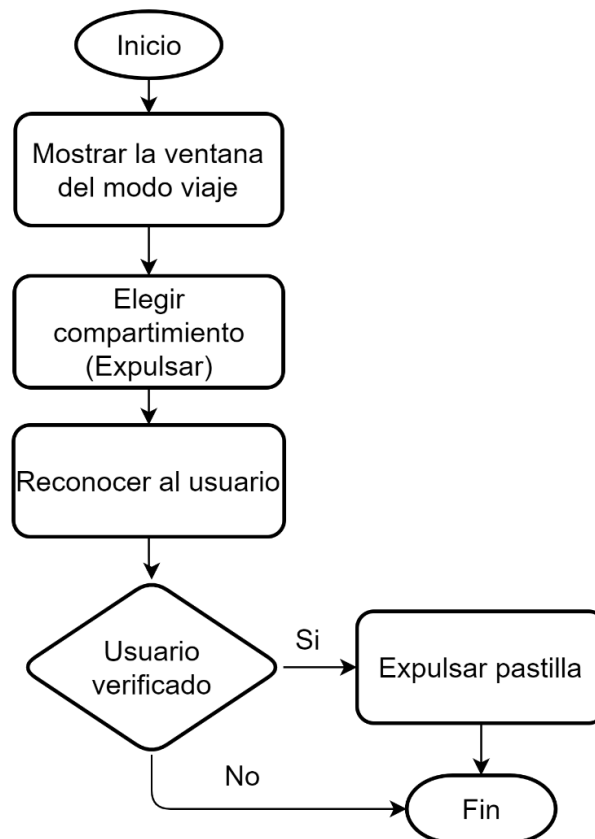 Inicio
Mostrar la ventana
del modo viaje
Elegir
compartimiento
(Expulsar)
Reconocer al usuario
Usuario
verificado
Si
Expulsar pastilla
No
Fin